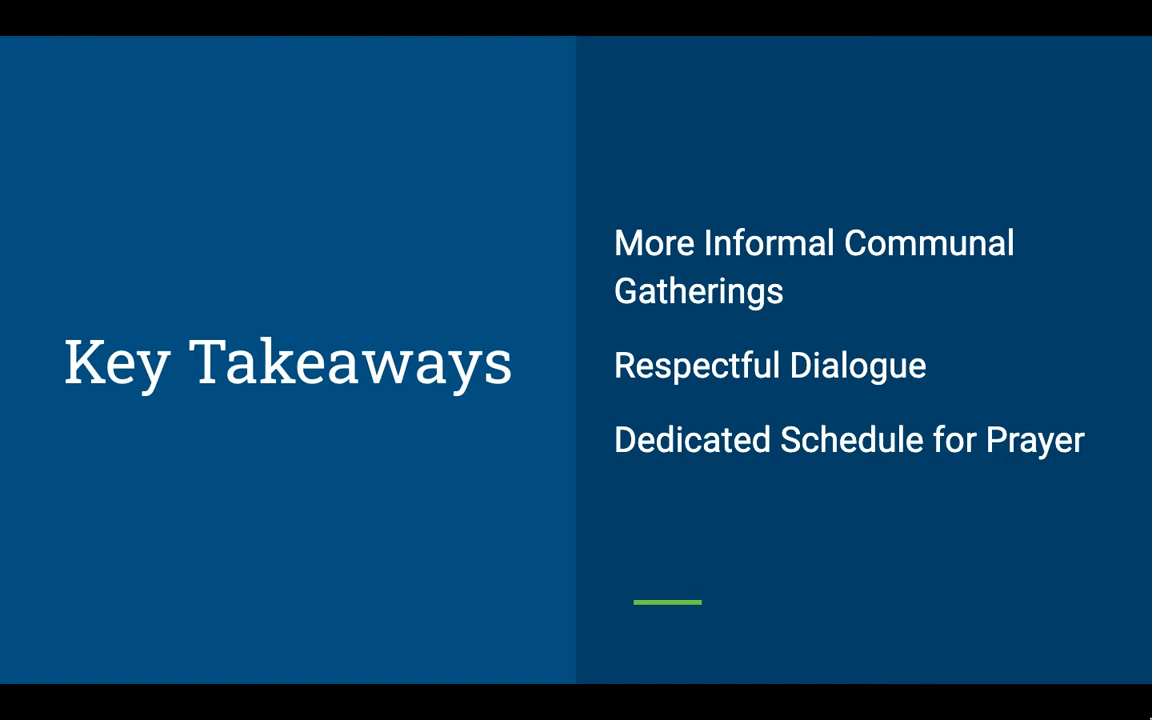 Key Takeaways
More Informal Communal
Gatherings
Respectful Dialogue
Dedicated Schedule for Prayer